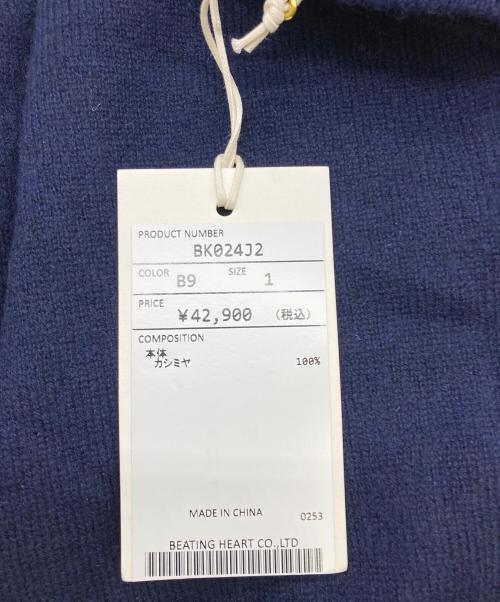 PRODUCT NUMBER
BK024J2
COLOR B9 SIZE 1
PRICE
¥42,900 (税込)
COMPOSITION
本体
カシミヤ 100%
MADE IN CHINA
0253
BEATING HEART CO.,LTD